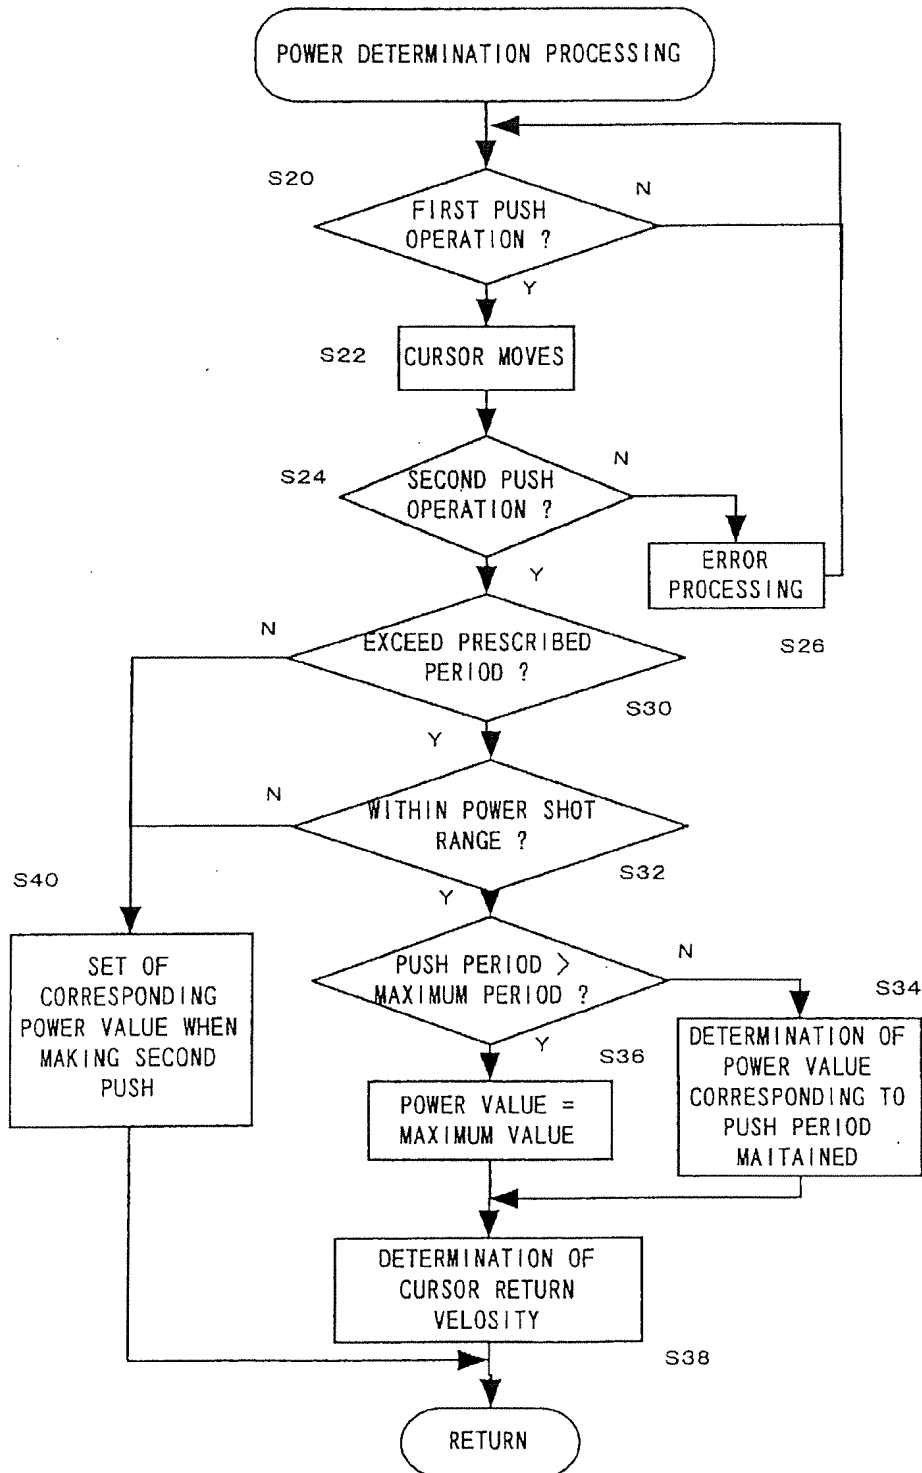 POWER DETERMINATION PROCESSING
S20
N
FIRST PUSH
OPERATION ?
Y
S22
CURSOR MOVES
S24
N
SECOND PUSH
OPERATION ?
Y
ERROR
PROCESSING
S26
N
EXCEED PRESCRIBED
PERIOD ?
S30
Y
N
WITHIN POWER SHOT
RANGE ?
S32
Y
S40
SET OF
CORRESPONDING
POWER VALUE WHEN
MAKING SECOND
PUSH
PUSH PERIOD >
MAXIMUM PERIOD ?
N
S34
Y
S36
DETERMINATION OF
POWER VALUE
CORRESPONDING TO
PUSH PERIOD
MAITAINED
POWER VALUE =
MAXIMUM VALUE
DETERMINATION OF
CURSOR RETURN
VELOSITY
S38
RETURN